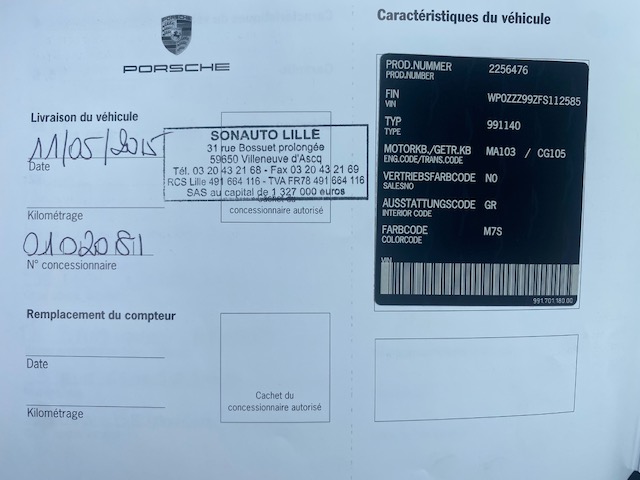 PORSCHE
PORSCHE
Livraison du véhicule
11/05/2015
Date
SONAUTO LILLE
31 rue Bossuet prolongée
59650 Villeneuve d'Ascq
Tél. 03 20 43 21 68 - Fax 03 20 43 21 69
RCS Lille 491 664 116 - TVA FR78 491 664 116
SAS au capital de 1 327 000 euros
Cachet du
concessionnaire autorisé
Kilométrage
01020811
N° concessionnaire
Remplacement du compteur
Date
Kilométrage
Cachet du
concessionnaire autorisé
Caractéristiques du véhicule
PROD.NUMMER 2256476
PROD.NUMBER
FIN WP0ZZZ99ZFS112585
VIN
TYP 991140
TYPE
MOTORKB./GETR.KB MA103 / CG105
ENG.CODE/TRANS.CODE
VERTRIEBSFARBCODE N0
SALESNO
AUSSTATTUNGSCODE GR
INTERIOR CODE
FARBCODE M7S
COLORCODE
VIN
991.701.180.00